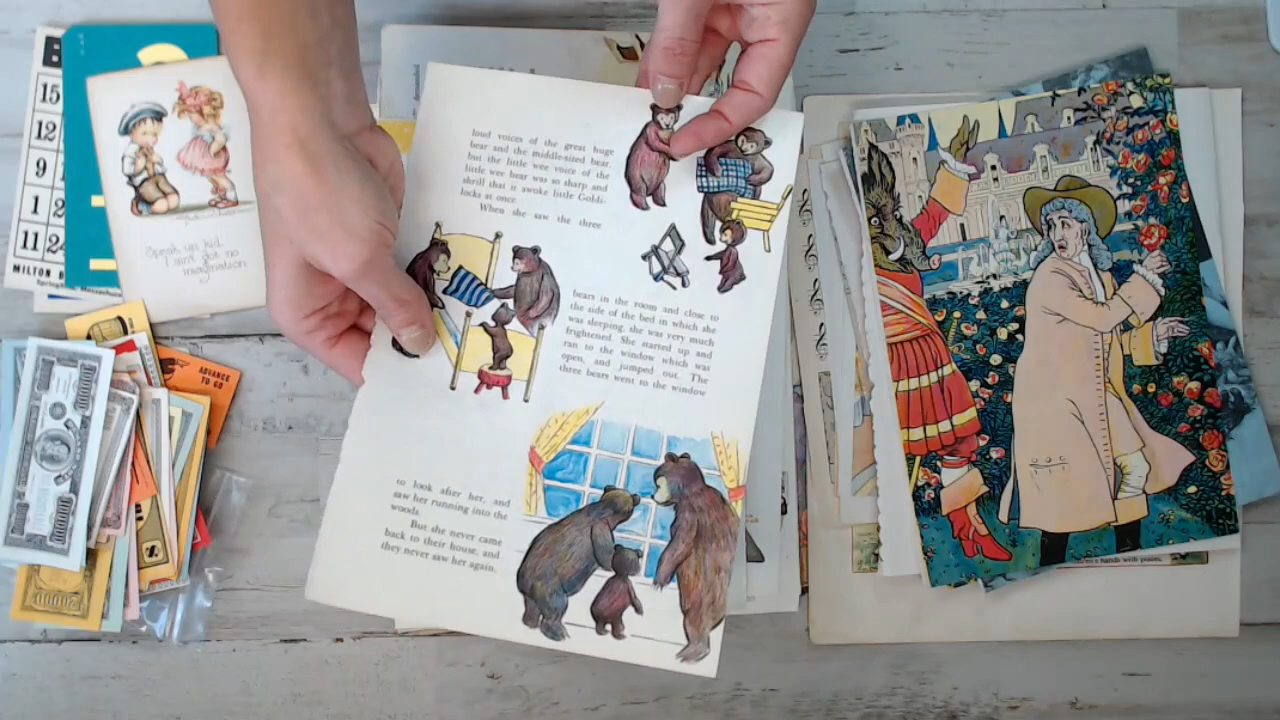 loud voices of the great huge
bear and the middle-sized bear,
but the little wee voice of the
little wee bear was so sharp and
shrill that it awoke little Goldi-
locks at once.
When she saw the three
bears in the room and close to
the side of the bed in which she
was sleeping, she was very much
frightened. She started up and
ran to the window which was
open, and jumped out. The
three bears went to the window
to look after her, and
saw her running into the
woods.
But she never came
back to their house, and
they never saw her again.
B
15
12
9
1 2
11 24
MILTON B
Speak up kid,
I ain't got no
imagination
ADVANCE
TO GO
hands with posies,